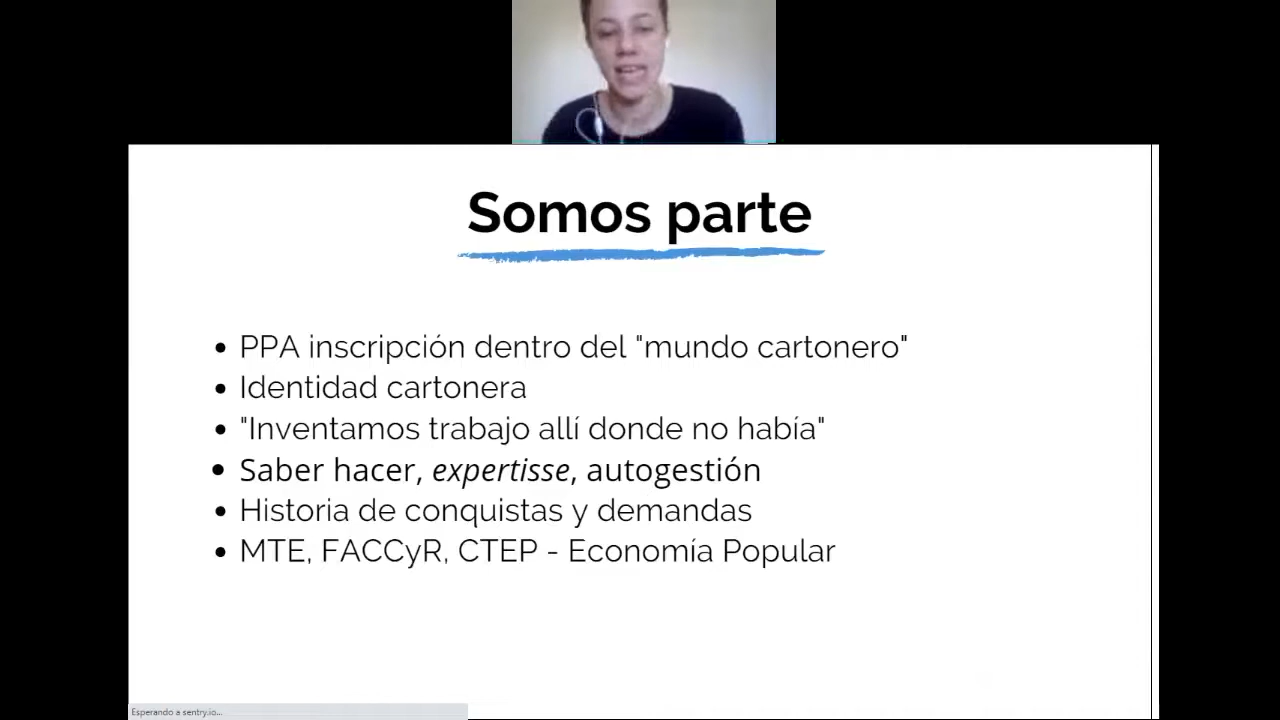 Somos parte
• PPA inscripción dentro del "mundo cartonero"
• Identidad cartonera
• "Inventamos trabajo allí donde no había"
• Saber hacer, expertisse, autogestión
• Historia de conquistas y demandas
• MTE, FACCyR, CTEP - Economía Popular
Esperando a sentry.io...